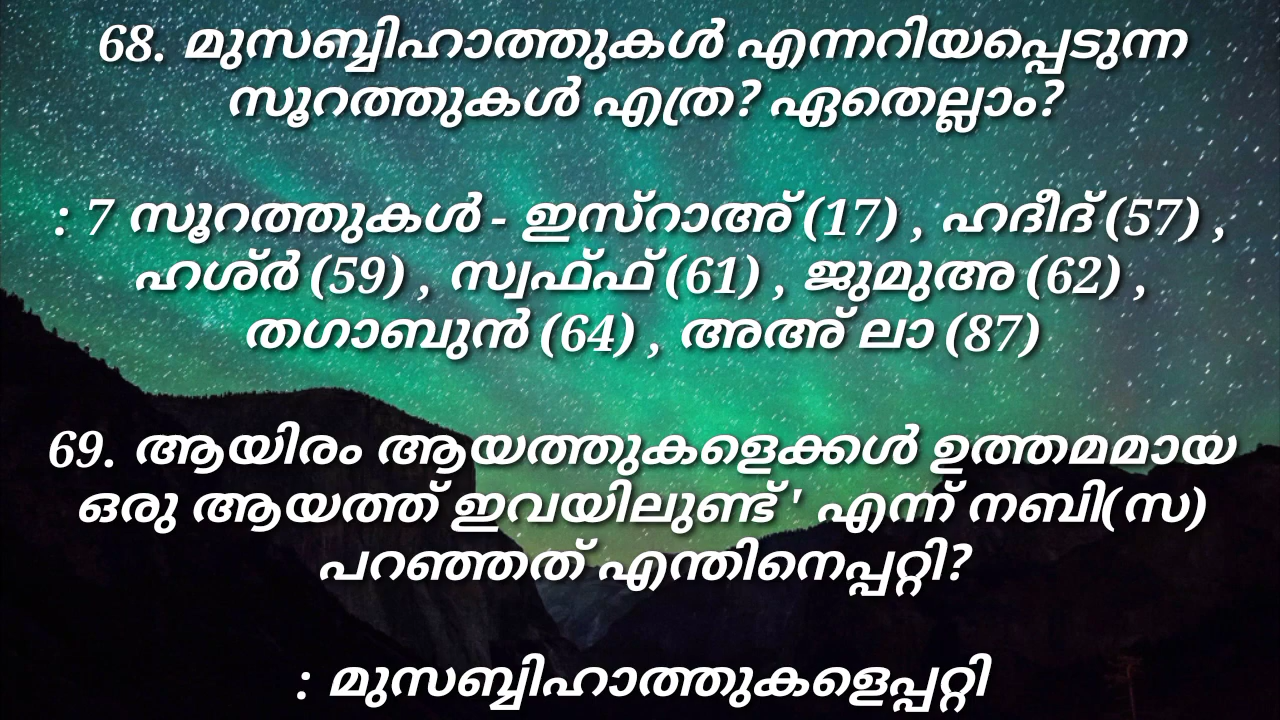 68. മുസബ്ബിഹാത്തുകൾ എന്നറിയപ്പെടുന്ന
സൂറത്തുകൾ എത്ര? ഏതെല്ലാം?
: 7 സൂറത്തുകൾ - ഇസ്റാഅ് (17) , ഹദീദ് (57) ,
ഹശ്ർ (59) , സ്വഫ്ഫ് (61) , ജുമുഅ (62) ,
തഗാബുൻ (64) , അഅ് ലാ (87)
69. ആയിരം ആയത്തുകളെക്കൾ ഉത്തമമായ
ഒരു ആയത്ത് ഇവയിലുണ്ട് ' എന്ന് നബി(സ)
പറഞ്ഞത് എന്തിനെപ്പറ്റി?
: മുസബ്ബിഹാത്തുകളെപ്പറ്റി